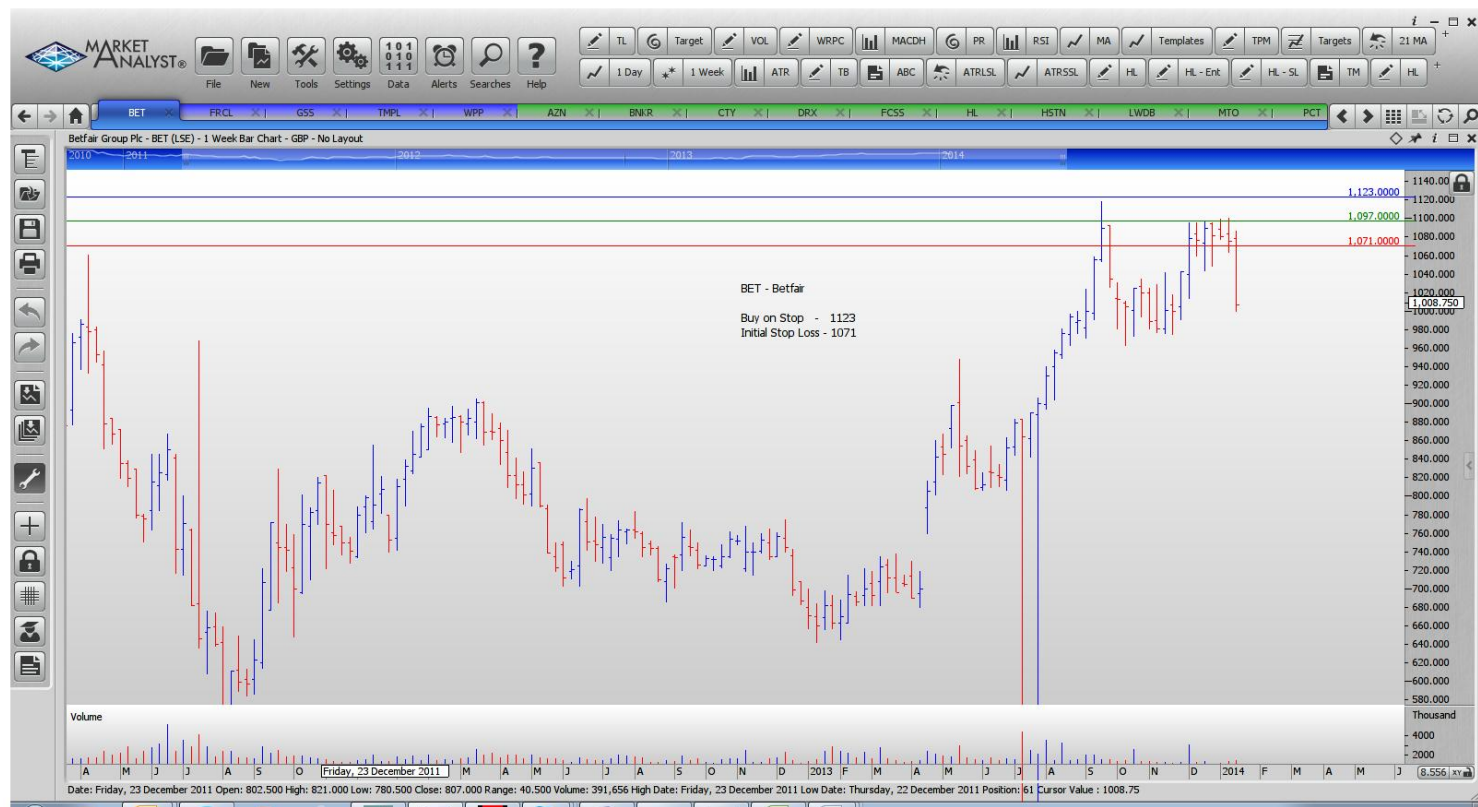 i
MARKET ANALYST®
File New Tools Settings Data Alerts Searches Help
TL Target VOL WRPC MACDH PR RSI MA Templates TPM Targets 21 MA
1 Day 1 Week ATR TB ABC ATRLSL ATRSSL HL HL - Ent HL - SL TM HL
BET FRCL GSS TMPL WPP AZN BNKR CTY DRX FCSS HL HSTN LWDB MTO PCT
Betfair Group Plc - BET (LSE) - 1 Week Bar Chart - GBP - No Layout
2010 2011 2012 2013 2014
1,123.0000
1,097.0000
1,071.0000
BET - Betfair
Buy on Stop - 1123
Initial Stop Loss - 1071
1140.00
1120.000
1100.000
1080.000
1060.000
1040.000
1020.000
1,008.750
1000.000
980.000
960.000
940.000
920.000
900.000
880.000
860.000
840.000
820.000
800.000
780.000
760.000
740.000
720.000
700.000
680.000
660.000
640.000
620.000
600.000
580.000
Volume
Thousand
4000
2000
A M J J A S O Friday, 23 December 2011 M A M J J A S O N D 2013 F M A M J J A S O N D 2014 F M A M J 8.556 XY
Date: Friday, 23 December 2011 Open: 802.500 High: 821.000 Low: 780.500 Close: 807.000 Range: 40.500 Volume: 391,656 High Date: Friday, 23 December 2011 Low Date: Thursday, 22 December 2011 Position: 61 Cursor Value : 1008.75